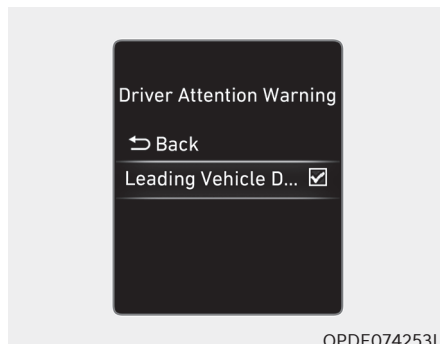 Driver Attention Warning
Back
Leading Vehicle D...
OPDE074253L